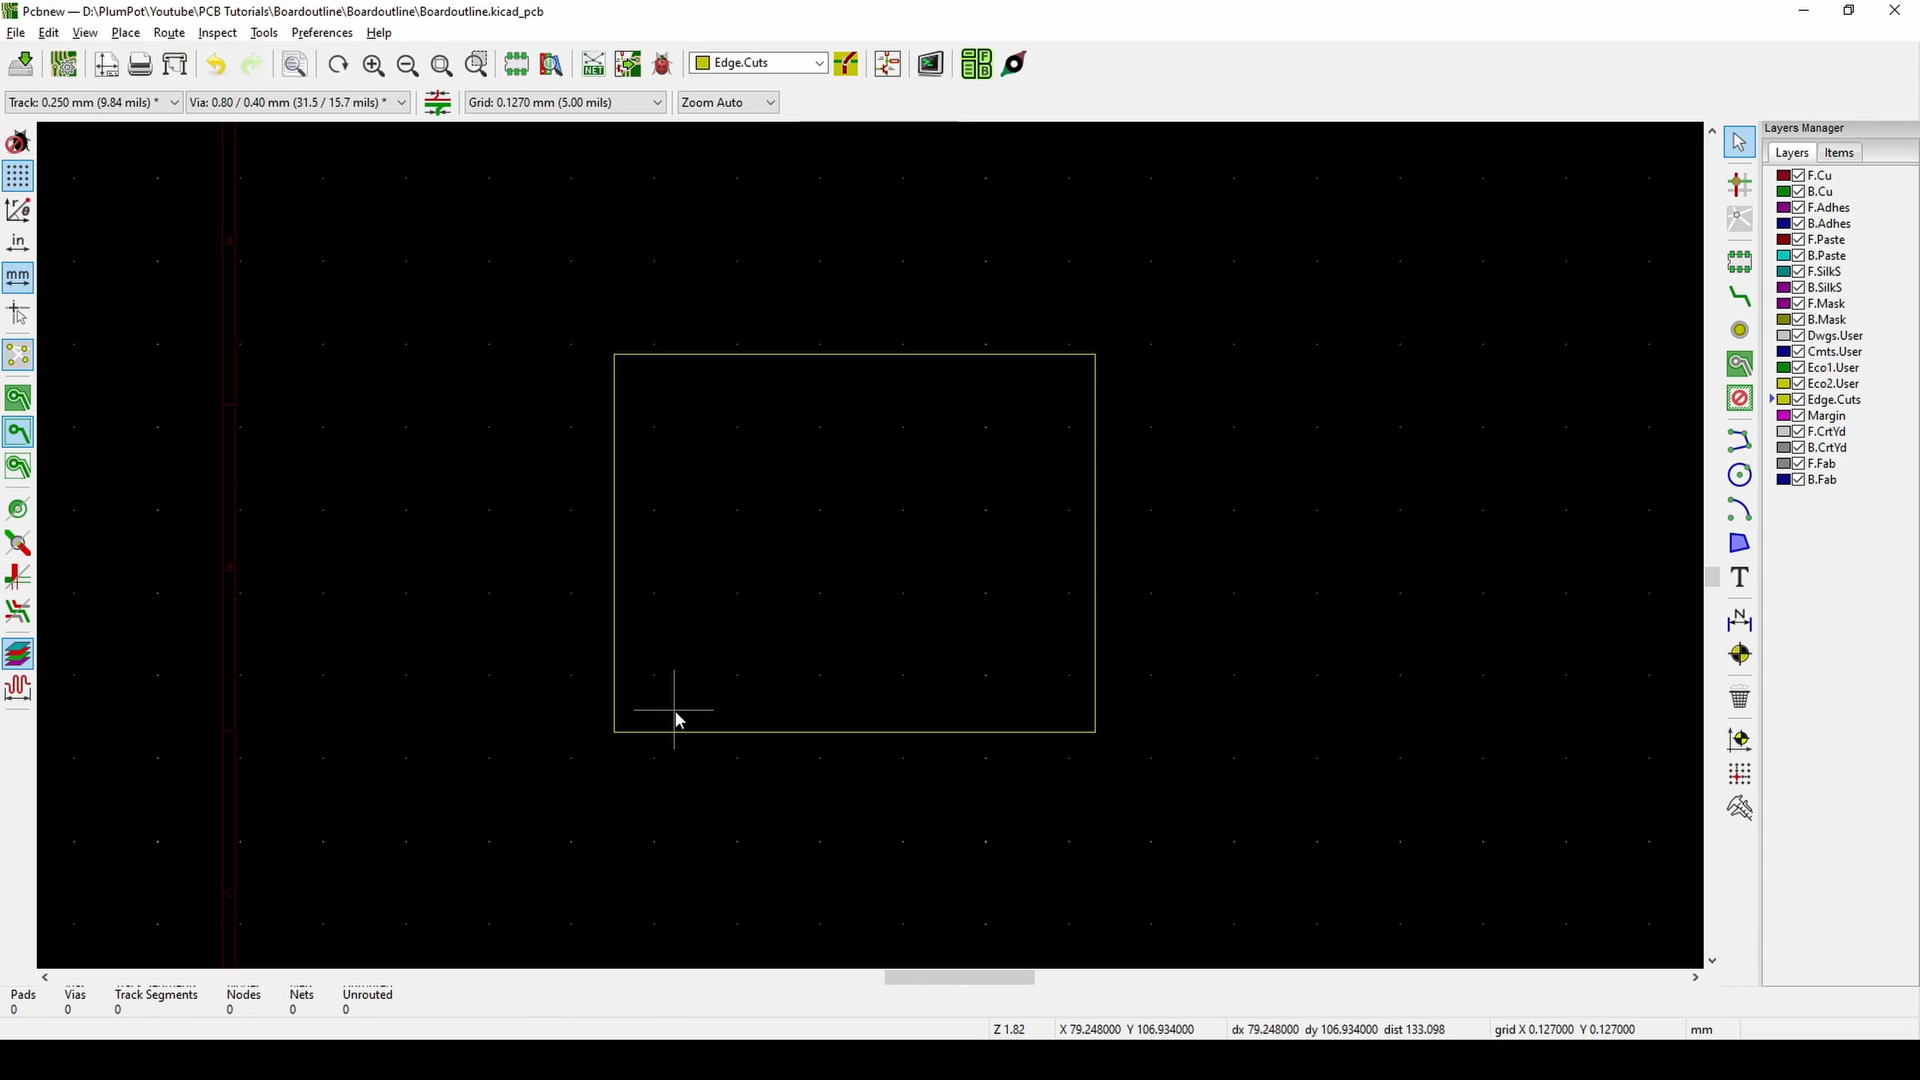 Pcbnew — D:\PlumPot\Youtube\PCB Tutorials\Boardoutline\Boardoutline\Boardoutline.kicad_pcb
File Edit View Place Route Inspect Tools Preferences Help
NET Edge.Cuts F B
Track: 0.250 mm (9.84 mils) * Via: 0.80 / 0.40 mm (31.5 / 15.7 mils) * Grid: 0.1270 mm (5.00 mils) Zoom Auto
Layers Manager
Layers Items
F.Cu
B.Cu
F.Adhes
B.Adhes
F.Paste
B.Paste
F.SilkS
B.SilkS
F.Mask
B.Mask
Dwgs.User
Cmts.User
Eco1.User
Eco2.User
Edge.Cuts
Margin
F.CrtYd
B.CrtYd
F.Fab
B.Fab
in
mm
A
B
C
T
N
Pads Vias Track Segments Nodes Nets Unrouted
0 0 0 0 0 0
Z 1.82 X 79.248000 Y 106.934000 dx 79.248000 dy 106.934000 dist 133.098 grid X 0.127000 Y 0.127000 mm